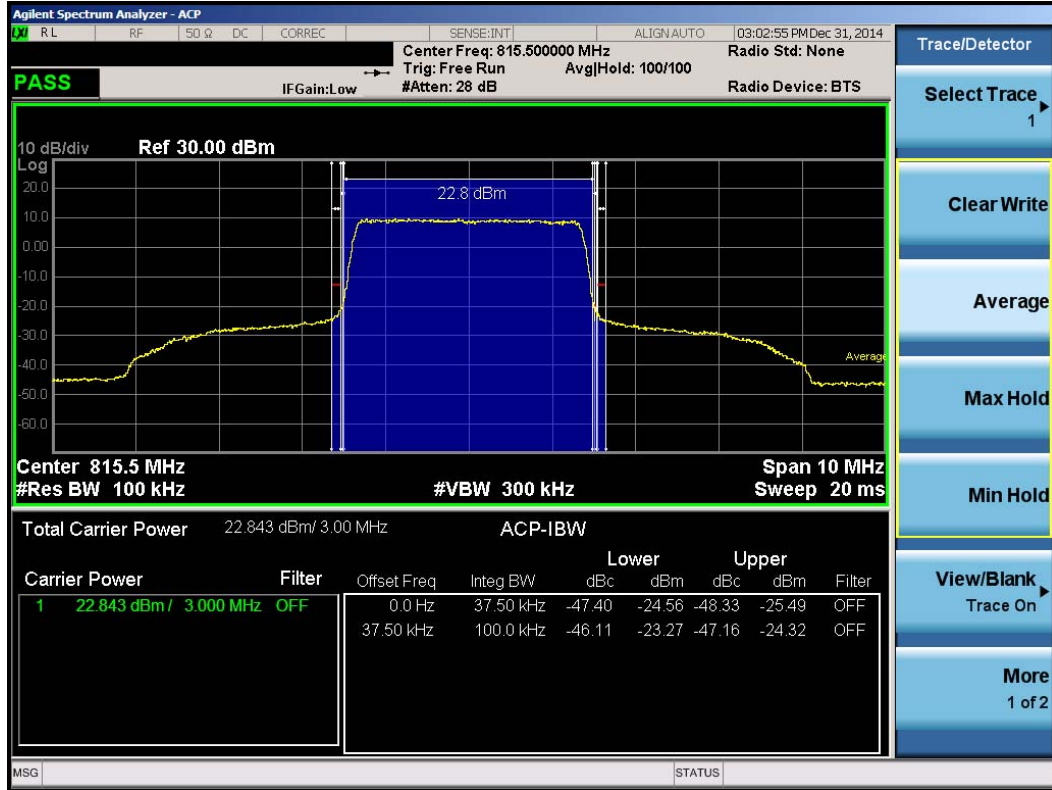 Agilent Spectrum Analyzer - ACP
LXI RL RF 50 Ω DC CORREC SENSE:INT ALIGN AUTO 03:02:55 PM Dec 31, 2014
Center Freq: 815.500000 MHz Radio Std: None
Trig: Free Run Avg|Hold: 100/100
PASS IFGain:Low #Atten: 28 dB Radio Device: BTS
10 dB/div Ref 30.00 dBm
Log
20.0
22.8 dBm
10.0
0.00
-10.0
-20.0
-30.0
-40.0
Average
-50.0
-60.0
Center 815.5 MHz Span 10 MHz
#Res BW 100 kHz #VBW 300 kHz Sweep 20 ms
Total Carrier Power 22.843 dBm/ 3.00 MHz ACP-IBW
Lower Upper
Carrier Power Filter Offset Freq Integ BW dBc dBm dBc dBm Filter
1 22.843 dBm / 3.000 MHz OFF 0.0 Hz 37.50 kHz -47.40 -24.56 -48.33 -25.49 OFF
37.50 kHz 100.0 kHz -46.11 -23.27 -47.16 -24.32 OFF
MSG STATUS
Trace/Detector
Select Trace
1
Clear Write
Average
Max Hold
Min Hold
View/Blank
Trace On
More
1 of 2